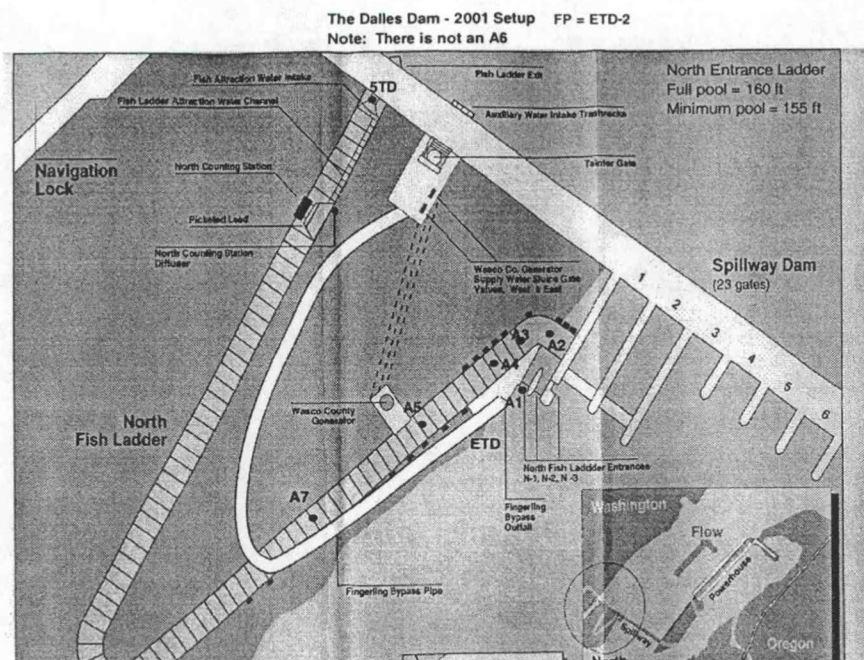 The Dalles Dam - 2001 Setup FP = ETD-2
Note: There is not an A6
Fish Attraction Water Intake
5TD
Fish Ladder Exit
North Entrance Ladder
Full pool = 160 ft
Minimum pool = 155 ft
Fish Ladder Attraction Water Channel
Auxiliary Water Intake Trashracks
Navigation
Lock
North Counting Station
Tainter Gate
Picketed Lead
North Counting Station
Diffuser
Wasco Co. Generator
Supply Water Sluice Gate
Valves, West & East
Spillway Dam
(23 gates)
1
2
3
4
5
6
A3
A2
A4
A1
A5
Wasco County
Generator
North
Fish Ladder
ETD
North Fish Laddder Entrances
N-1, N-2, N-3
A7
Fingerling
Bypass
Outfall
Fingerling Bypass Pipe
Washington
Flow
Powerhouse
Spillway
Oregon
North